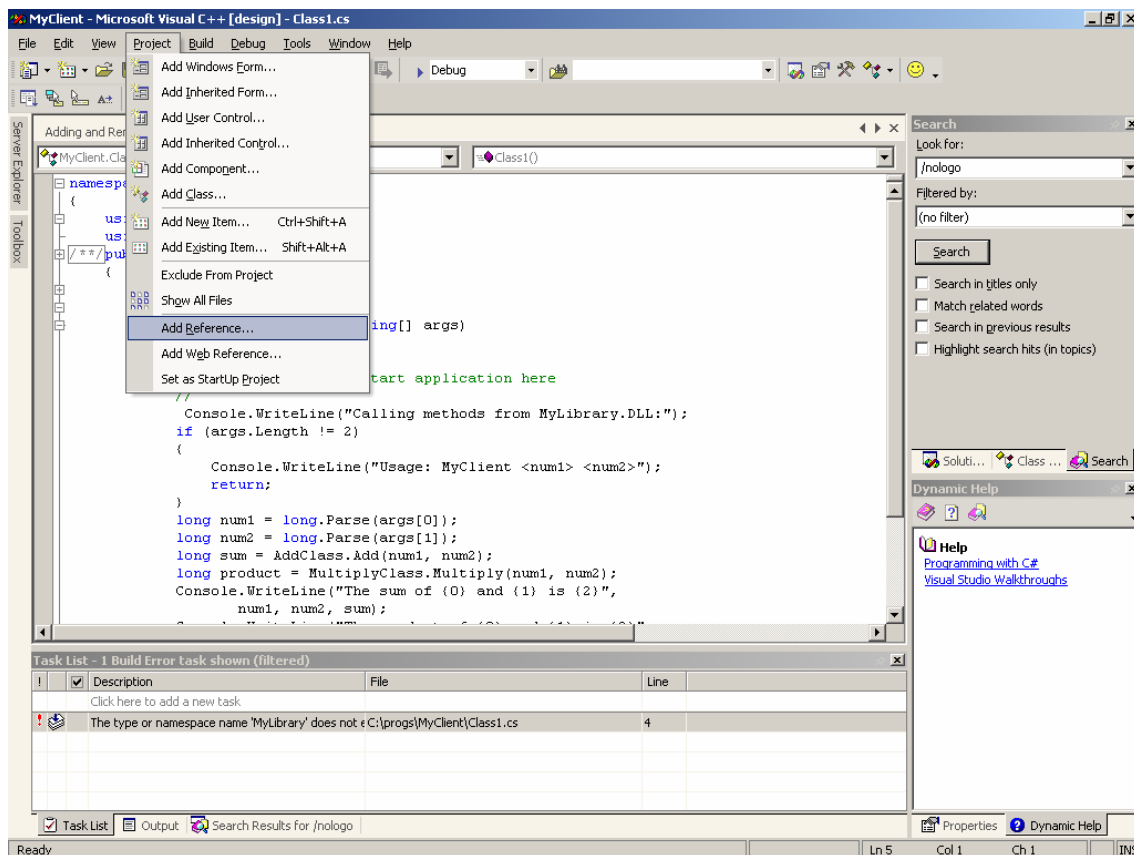 MyClient - Microsoft Visual C++ [design] - Class1.cs
File Edit View Project Build Debug Tools Window Help
Debug
Add Windows Form...
Add Inherited Form...
Add User Control...
Add Inherited Control...
Add Component...
Add Class...
Add New Item... Ctrl+Shift+A
Add Existing Item... Shift+Alt+A
Exclude From Project
Show All Files
Add Reference...
Add Web Reference...
Set as StartUp Project
Server Explorer
Toolbox
Adding and Rer
MyClient.Cla
Class1()
namespa
{
us
us
/**/pub
{
ing[] args)
tart application here
//
Console.WriteLine("Calling methods from MyLibrary.DLL:");
if (args.Length != 2)
{
Console.WriteLine("Usage: MyClient <num1> <num2>");
return;
}
long num1 = long.Parse(args[0]);
long num2 = long.Parse(args[1]);
long sum = AddClass.Add(num1, num2);
long product = MultiplyClass.Multiply(num1, num2);
Console.WriteLine("The sum of {0} and {1} is {2}",
num1, num2, sum);
Search
Look for:
/nologo
Filtered by:
(no filter)
Search
Search in titles only
Match related words
Search in previous results
Highlight search hits (in topics)
Soluti... Class ... Search
Dynamic Help
Help
Programming with C#
Visual Studio Walkthroughs
Task List - 1 Build Error task shown (filtered)
! Description File Line
Click here to add a new task
! The type or namespace name 'MyLibrary' does not e C:\progs\MyClient\Class1.cs 4
Task List Output Search Results for /nologo
Properties Dynamic Help
Ready Ln 5 Col 1 Ch 1 INS